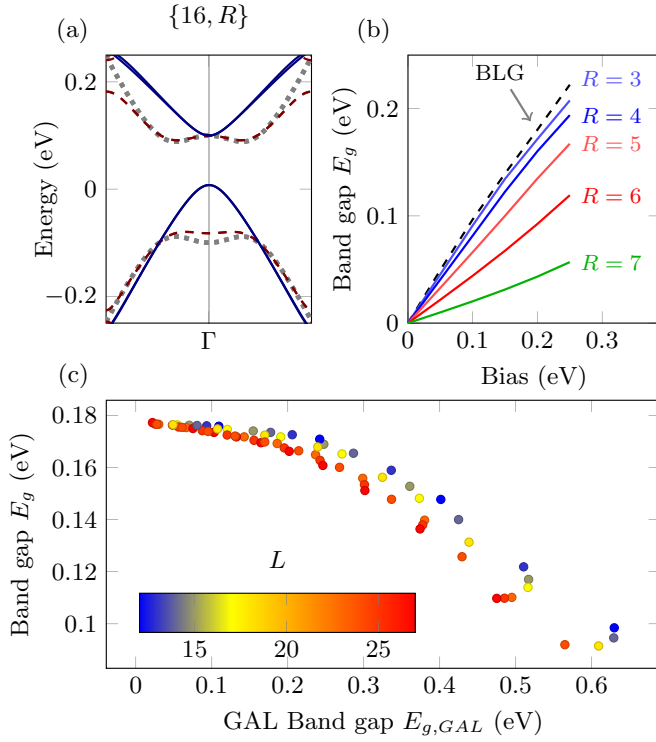 {16, R}
(a)
Energy (eV)
0.2
0
−0.2
Γ
(b)
Band gap E_g (eV)
0.2
0.1
0
BLG
R = 3
R = 4
R = 5
R = 6
R = 7
0 0.1 0.2 0.3
Bias (eV)
(c)
Band gap E_g (eV)
0.18
0.16
0.14
0.12
0.1
L
15 20 25
0 0.1 0.2 0.3 0.4 0.5 0.6
GAL Band gap E_{g,GAL} (eV)